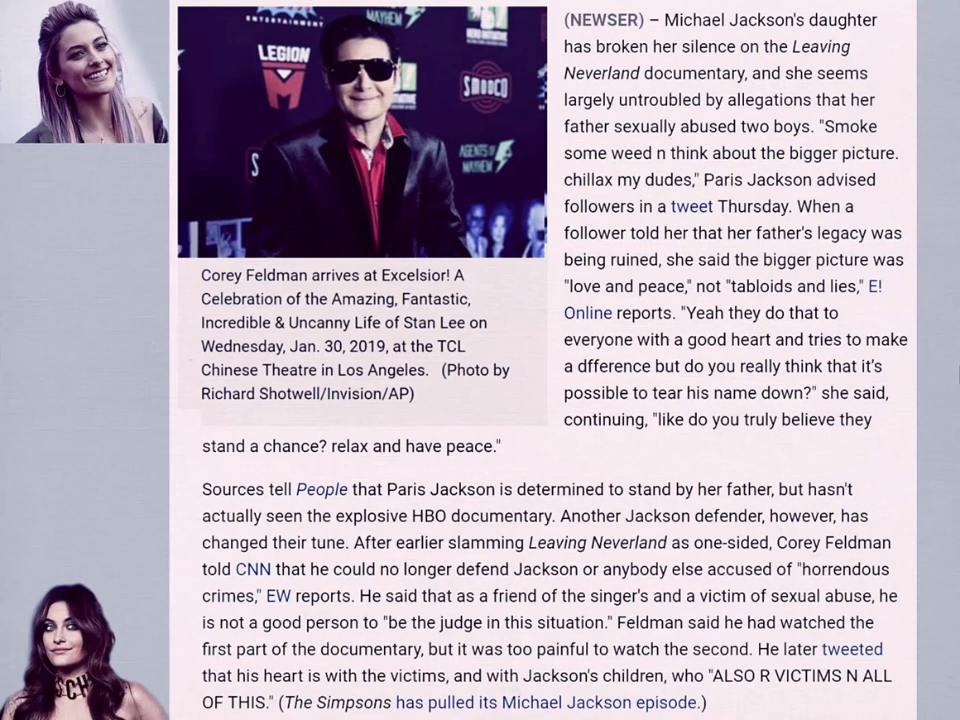 ENTERTAINMENT
MAYHEM
LEGION
M
SMODCO
AGENTS of
MAYHEM
S
Corey Feldman arrives at Excelsior! A
Celebration of the Amazing, Fantastic,
Incredible & Uncanny Life of Stan Lee on
Wednesday, Jan. 30, 2019, at the TCL
Chinese Theatre in Los Angeles. (Photo by
Richard Shotwell/Invision/AP)
(NEWSER) – Michael Jackson's daughter
has broken her silence on the Leaving
Neverland documentary, and she seems
largely untroubled by allegations that her
father sexually abused two boys. "Smoke
some weed n think about the bigger picture.
chillax my dudes," Paris Jackson advised
followers in a tweet Thursday. When a
follower told her that her father's legacy was
being ruined, she said the bigger picture was
"love and peace," not "tabloids and lies," E!
Online reports. "Yeah they do that to
everyone with a good heart and tries to make
a dfference but do you really think that it’s
possible to tear his name down?" she said,
continuing, "like do you truly believe they
stand a chance? relax and have peace."
Sources tell People that Paris Jackson is determined to stand by her father, but hasn't
actually seen the explosive HBO documentary. Another Jackson defender, however, has
changed their tune. After earlier slamming Leaving Neverland as one-sided, Corey Feldman
told CNN that he could no longer defend Jackson or anybody else accused of "horrendous
crimes," EW reports. He said that as a friend of the singer's and a victim of sexual abuse, he
is not a good person to "be the judge in this situation." Feldman said he had watched the
first part of the documentary, but it was too painful to watch the second. He later tweeted
that his heart is with the victims, and with Jackson's children, who "ALSO R VICTIMS N ALL
OF THIS." (The Simpsons has pulled its Michael Jackson episode.)